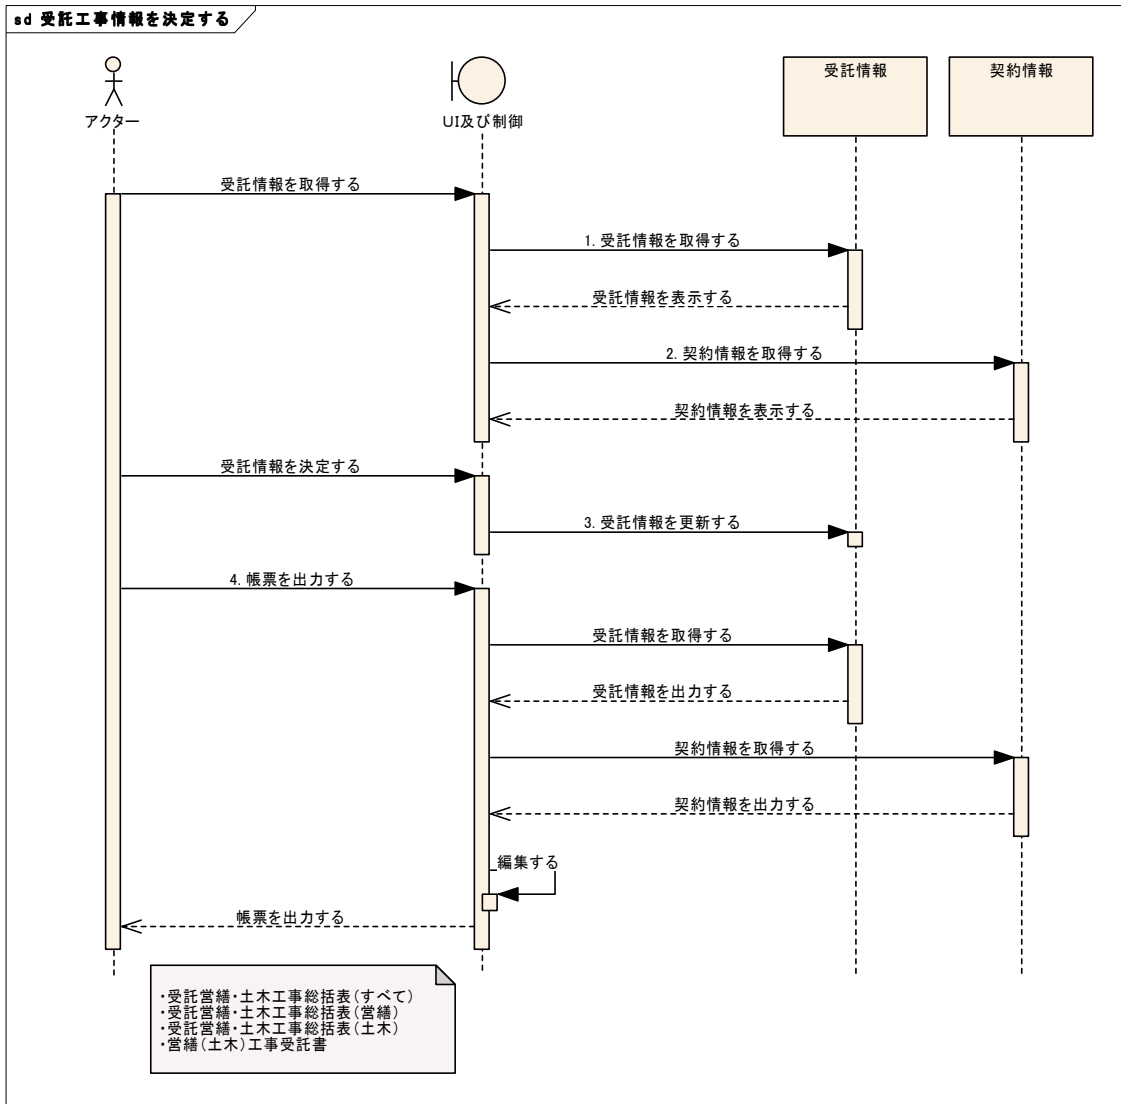 sd 受託工事情報を決定する
アクター
UI及び制御
受託情報
契約情報
受託情報を取得する
1. 受託情報を取得する
受託情報を表示する
2. 契約情報を取得する
契約情報を表示する
受託情報を決定する
3. 受託情報を更新する
4. 帳票を出力する
受託情報を取得する
受託情報を出力する
契約情報を取得する
契約情報を出力する
編集する
帳票を出力する
・受託営繕・土木工事総括表(すべて)
・受託営繕・土木工事総括表(営繕)
・受託営繕・土木工事総括表(土木)
・営繕(土木)工事受託書